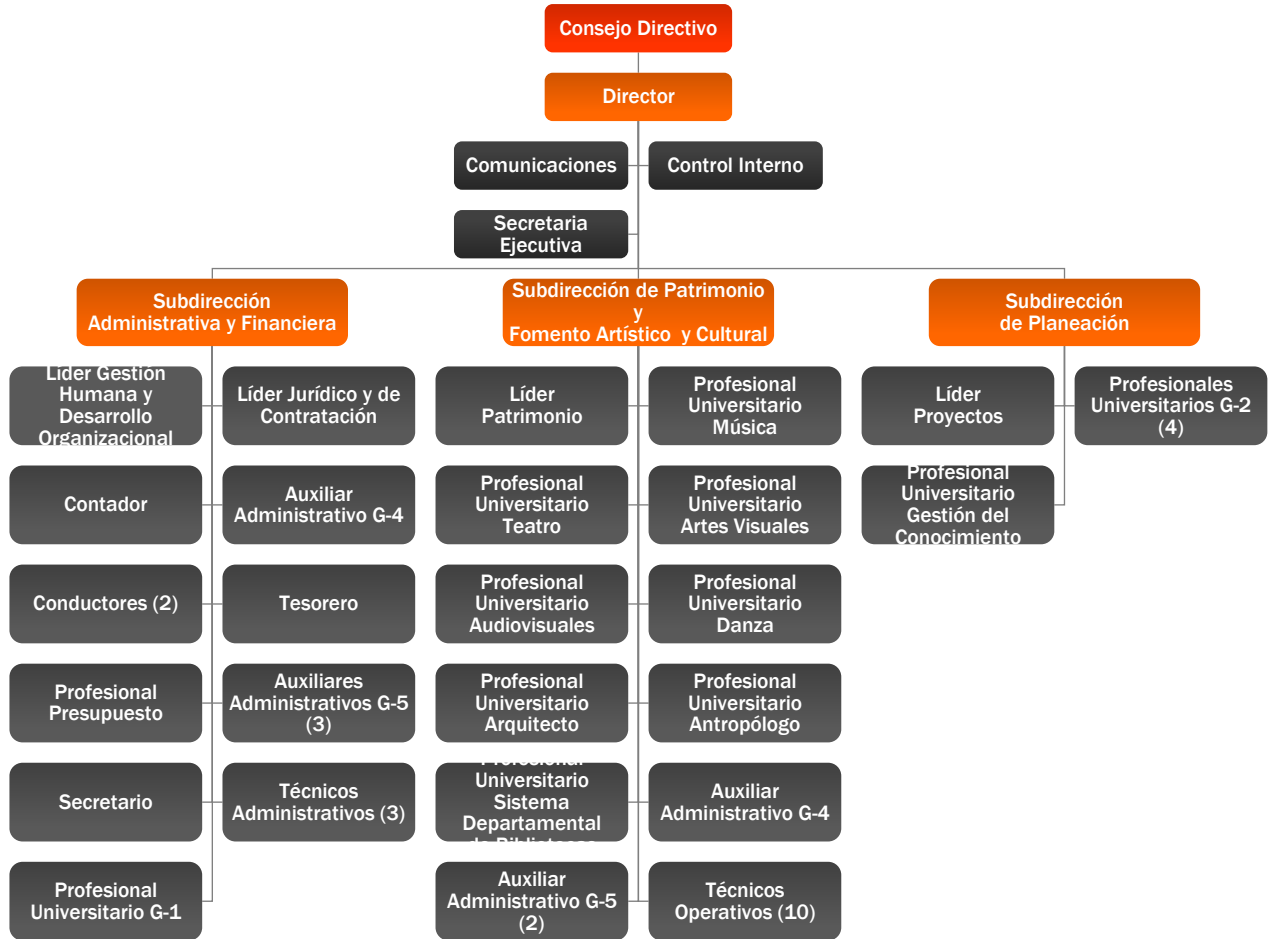 Consejo Directivo
Director
Comunicaciones
Control Interno
Secretaria
Ejecutiva
Subdirección
Administrativa y Financiera
Subdirección de Patrimonio
y
Fomento Artístico y Cultural
Subdirección
de Planeación
Líder Gestión
Humana y
Desarrollo
Organizacional
Líder Jurídico y de
Contratación
Contador
Auxiliar
Administrativo G-4
Conductores (2)
Tesorero
Profesional
Presupuesto
Auxiliares
Administrativos G-5
(3)
Secretario
Técnicos
Administrativos (3)
Profesional
Universitario G-1
Líder
Patrimonio
Profesional
Universitario
Música
Profesional
Universitario
Teatro
Profesional
Universitario
Artes Visuales
Profesional
Universitario
Audiovisuales
Profesional
Universitario
Danza
Profesional
Universitario
Arquitecto
Profesional
Universitario
Antropólogo
Profesional
Universitario
Sistema
Departamental
de Bibliotecas
Auxiliar
Administrativo G-4
Auxiliar
Administrativo G-5
(2)
Técnicos
Operativos (10)
Líder
Proyectos
Profesionales
Universitarios G-2
(4)
Profesional
Universitario
Gestión del
Conocimiento